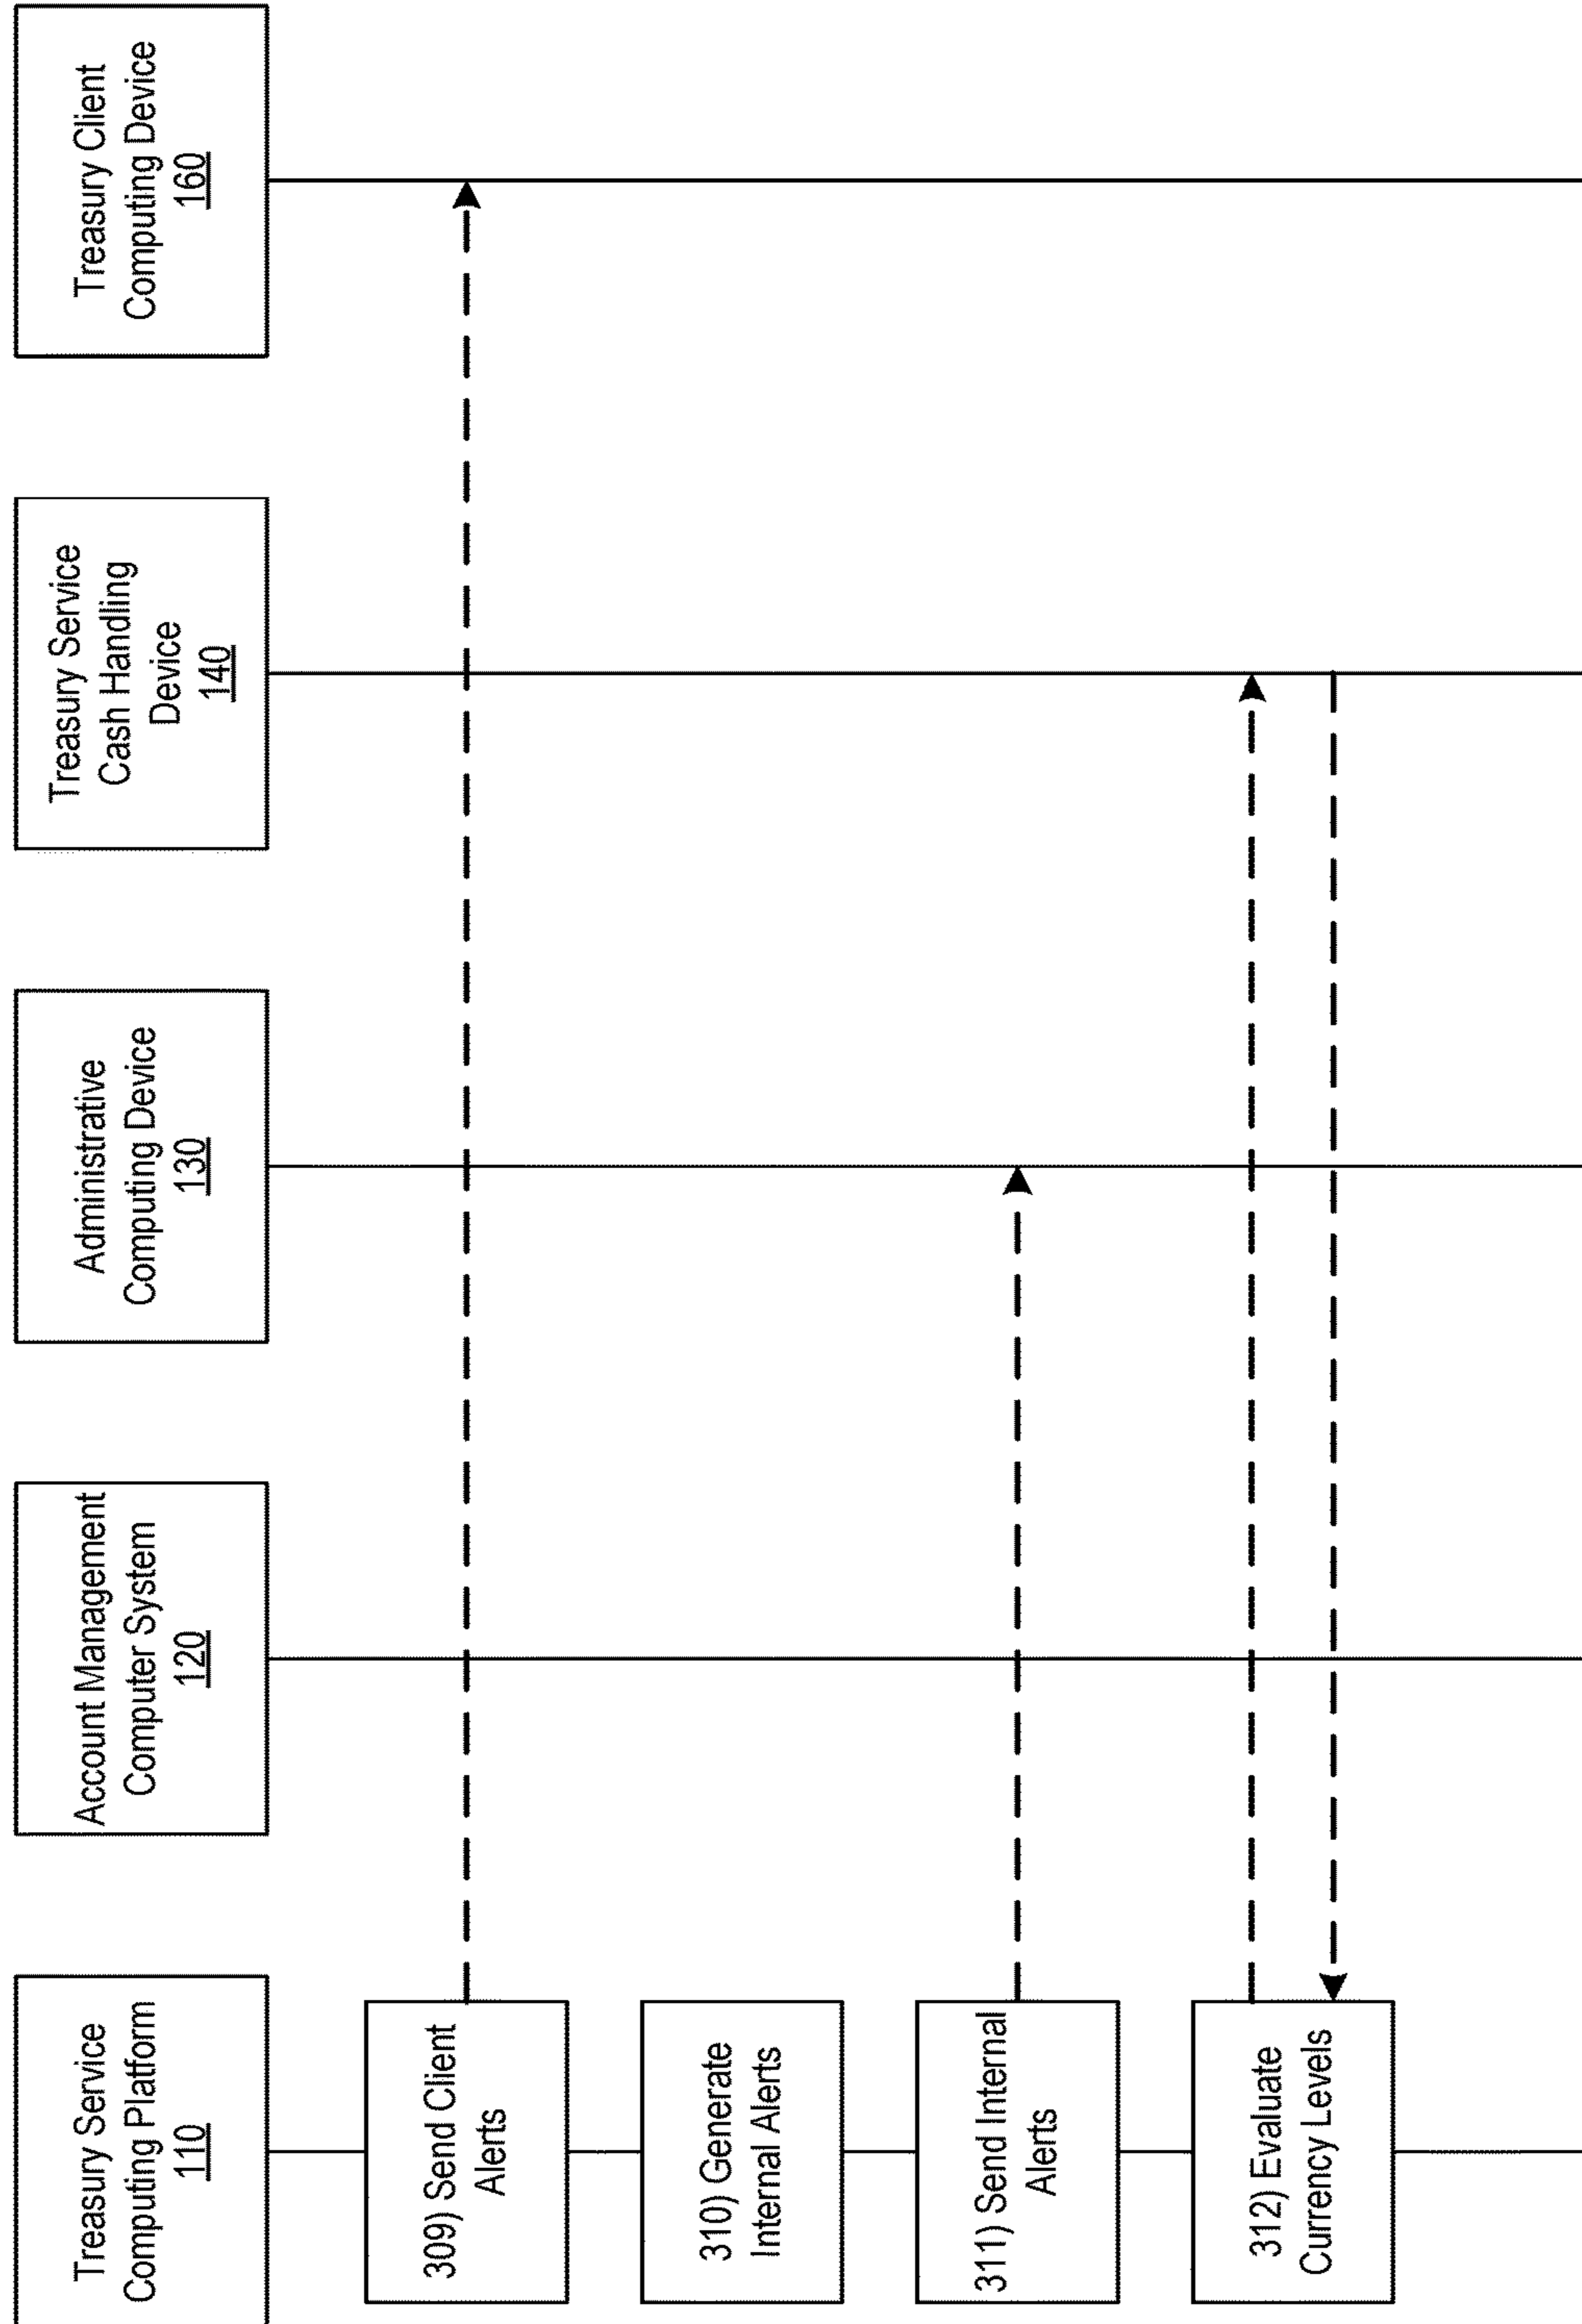 Treasury Service
Computing Platform
110
Account Management
Computer System
120
Administrative
Computing Device
130
Treasury Service
Cash Handling
Device
140
Treasury Client
Computing Device
160
309) Send Client
Alerts
310) Generate
Internal Alerts
311) Send Internal
Alerts
312) Evaluate
Currency Levels